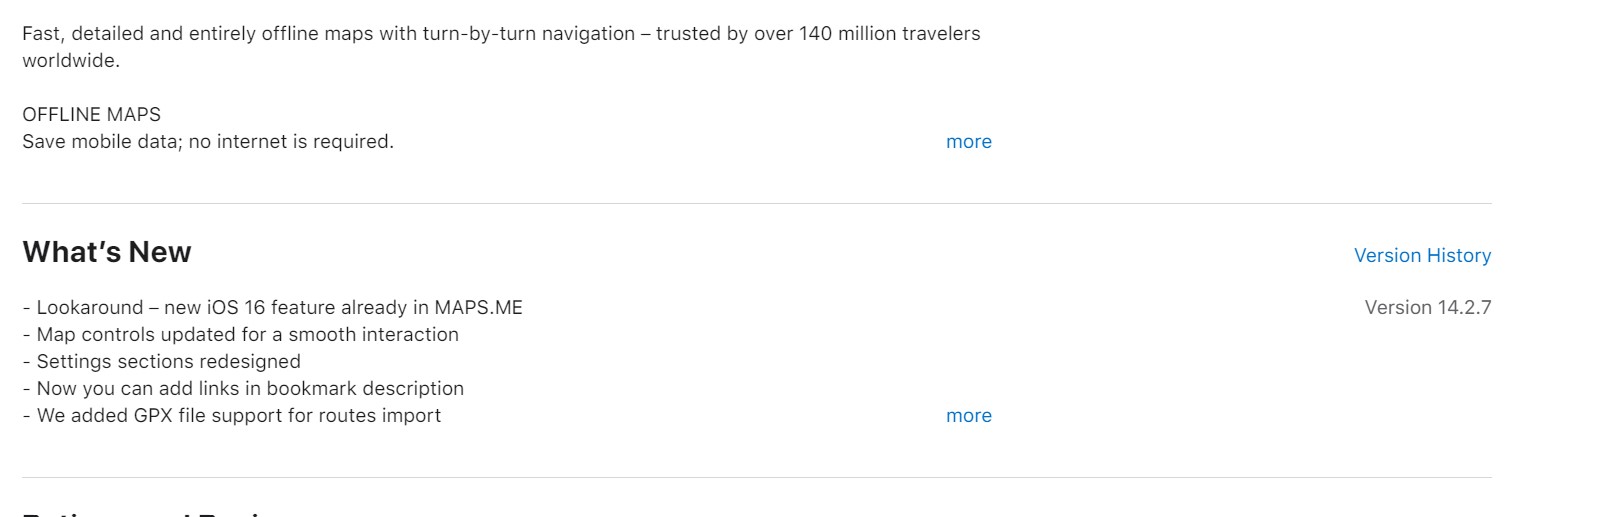 Fast, detailed and entirely offline maps with turn-by-turn navigation – trusted by over 140 million travelers
worldwide.
OFFLINE MAPS
Save mobile data; no internet is required.
more
What's New
Version History
- Lookaround – new iOS 16 feature already in MAPS.ME
Version 14.2.7
- Map controls updated for a smooth interaction
- Settings sections redesigned
- Now you can add links in bookmark description
- We added GPX file support for routes import
more